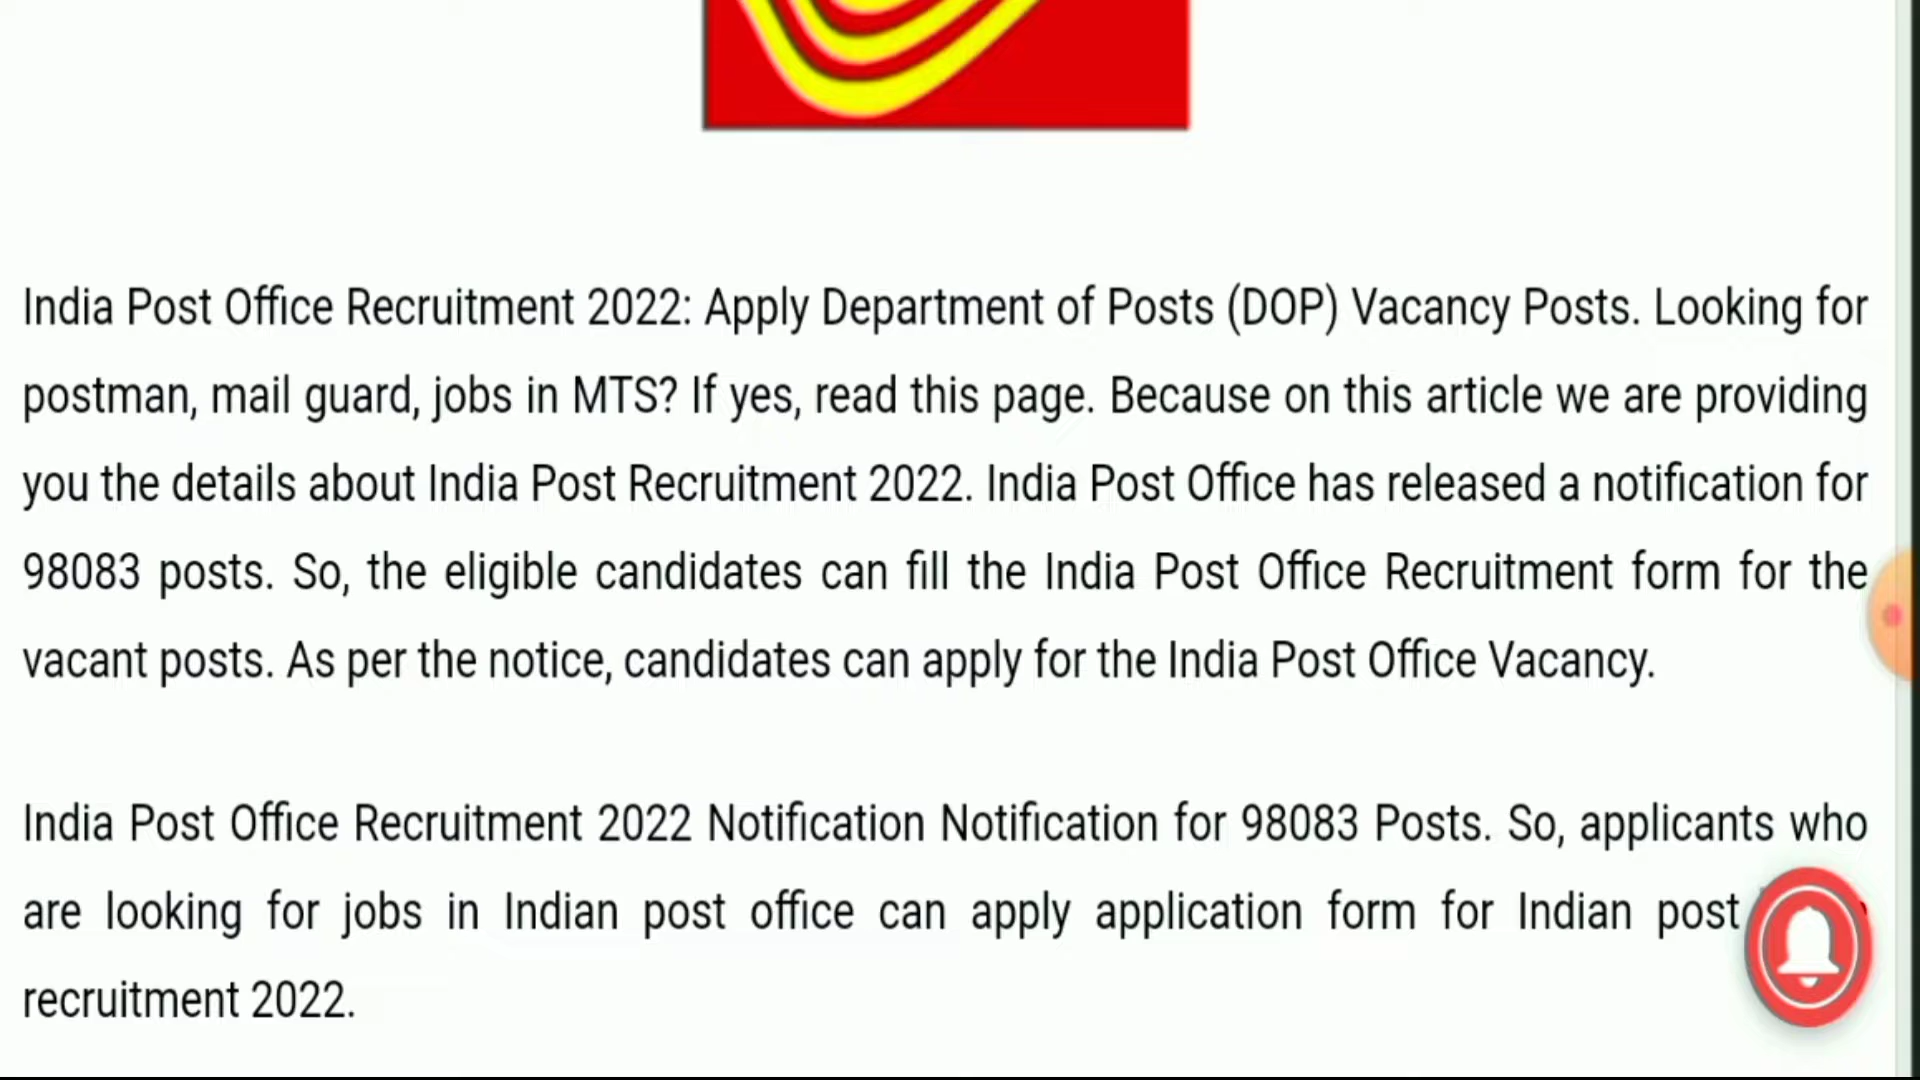 India Post Office Recruitment 2022: Apply Department of Posts (DOP) Vacancy Posts. Looking for
postman, mail guard, jobs in MTS? If yes, read this page. Because on this article we are providing
you the details about India Post Recruitment 2022. India Post Office has released a notification for
98083 posts. So, the eligible candidates can fill the India Post Office Recruitment form for the
vacant posts. As per the notice, candidates can apply for the India Post Office Vacancy.
India Post Office Recruitment 2022 Notification Notification for 98083 Posts. So, applicants who
are looking for jobs in Indian post office can apply application form for Indian post
recruitment 2022.